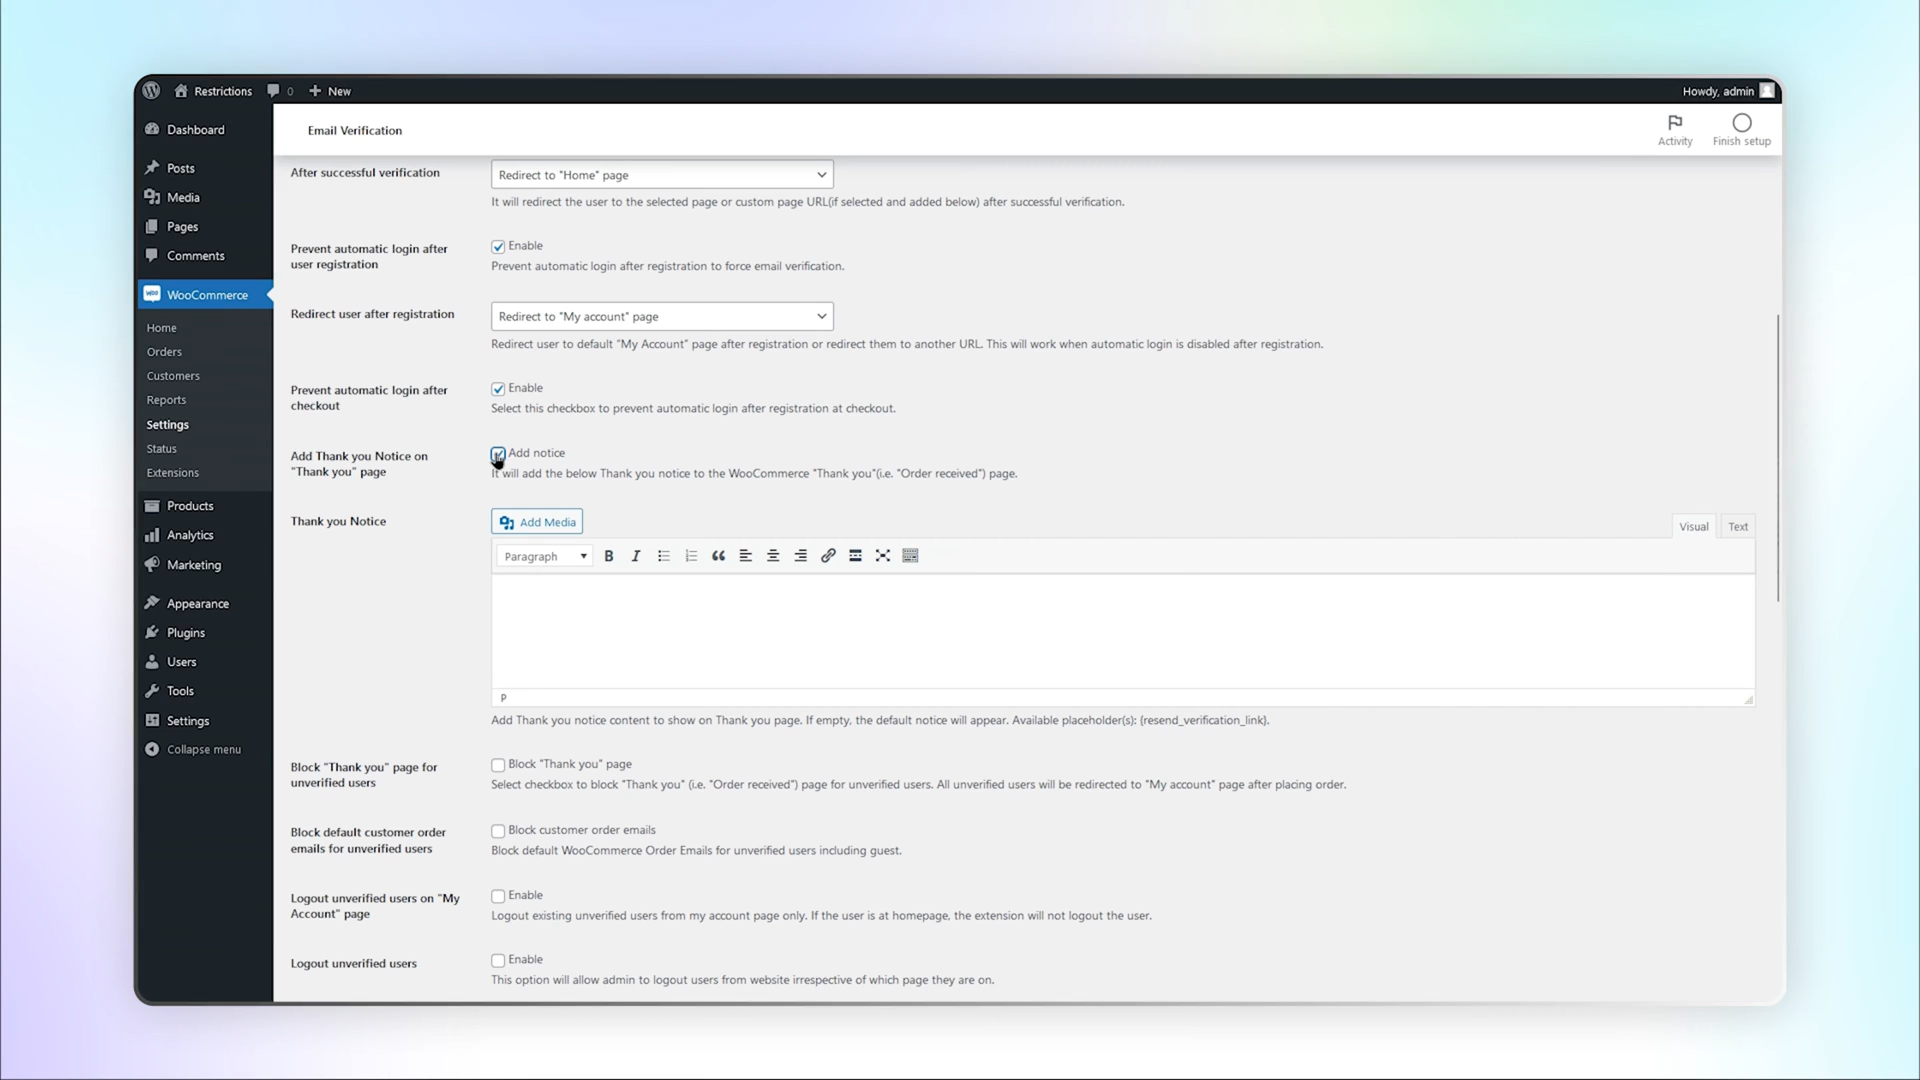 Restrictions
0
New
Howdy, admin
Dashboard
Posts
Media
Pages
Comments
WOO
WooCommerce
Home
Orders
Customers
Reports
Settings
Status
Extensions
Products
Analytics
Marketing
Appearance
Plugins
Users
Tools
Settings
Collapse menu
Email Verification
Activity
Finish setup
After successful verification
Redirect to "Home" page
It will redirect the user to the selected page or custom page URL(if selected and added below) after successful verification.
Prevent automatic login after
user registration
Enable
Prevent automatic login after registration to force email verification.
Redirect user after registration
Redirect to "My account" page
Redirect user to default "My Account" page after registration or redirect them to another URL. This will work when automatic login is disabled after registration.
Prevent automatic login after
checkout
Enable
Select this checkbox to prevent automatic login after registration at checkout.
Add Thank you Notice on
"Thank you" page
Add notice
It will add the below Thank you notice to the WooCommerce "Thank you"(i.e. "Order received") page.
Thank you Notice
Add Media
Visual
Text
Paragraph
B
I
P
Add Thank you notice content to show on Thank you page. If empty, the default notice will appear. Available placeholder(s): {resend_verification_link}.
Block "Thank you" page for
unverified users
Block "Thank you" page
Select checkbox to block "Thank you" (i.e. "Order received") page for unverified users. All unverified users will be redirected to "My account" page after placing order.
Block default customer order
emails for unverified users
Block customer order emails
Block default WooCommerce Order Emails for unverified users including guest.
Logout unverified users on "My
Account" page
Enable
Logout existing unverified users from my account page only. If the user is at homepage, the extension will not logout the user.
Logout unverified users
Enable
This option will allow admin to logout users from website irrespective of which page they are on.